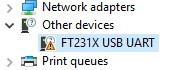 Network adapters
Other devices
FT231X USB UART
Print queues